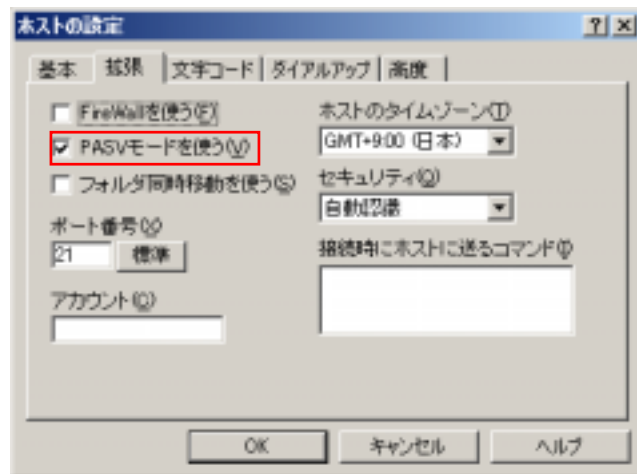 ホストの設定
基本 拡張 文字コード ダイアルアップ 高度
FireWallを使う(F)
PASVモードを使う(V)
フォルダ同時移動を使う(S)
ポート番号(X)
21 標準
アカウント(C)
ホストのタイムゾーン(T)
GMT+9:00 (日本)
セキュリティ(Q)
自動認識
接続時にホストに送るコマンド(I)
OK キャンセル ヘルプ